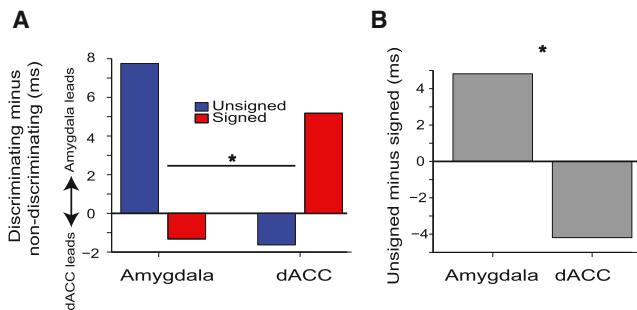 A
Discriminating minus
non-discriminating (ms)
dACC leads
Amygdala leads
8
6
4
2
0
−2
Unsigned
Signed
*
Amygdala
dACC
B
Unsigned minus signed (ms)
4
2
0
−2
−4
*
Amygdala
dACC